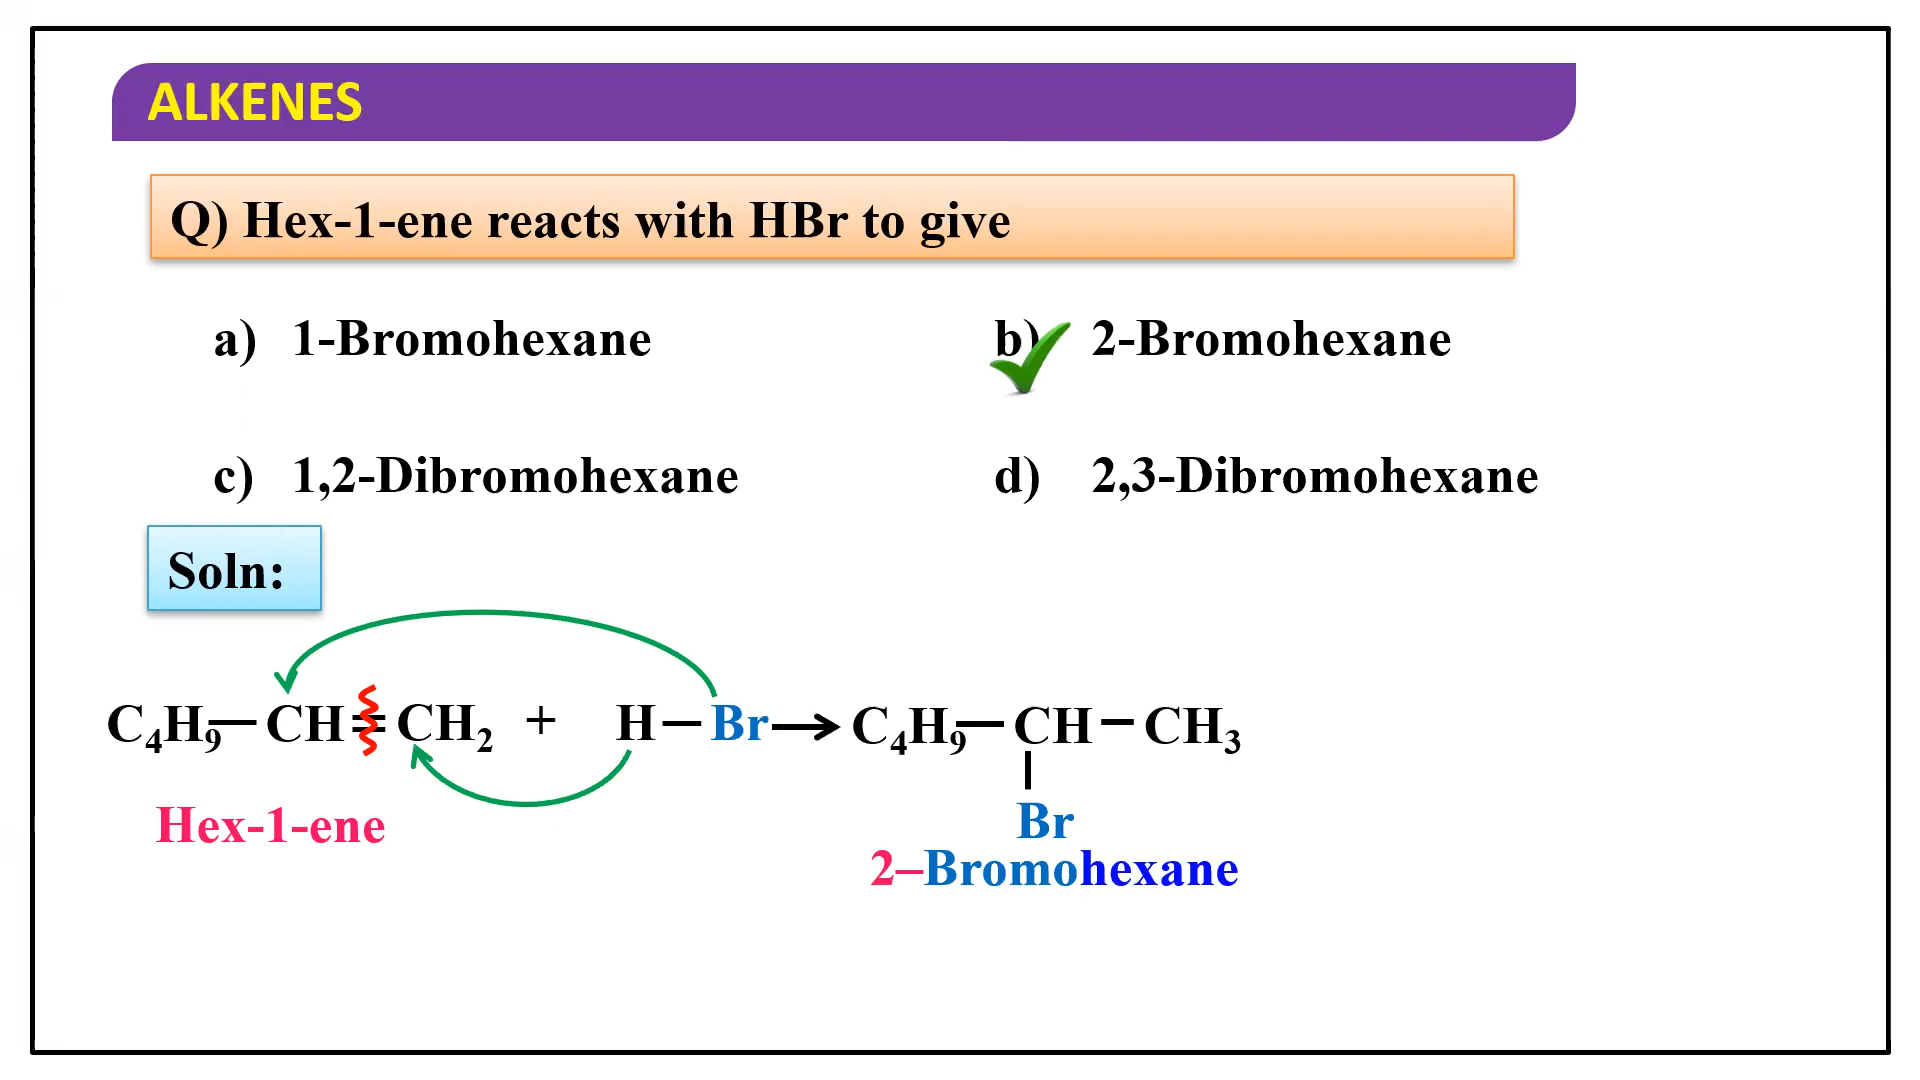 ALKENES
Q) Hex-1-ene reacts with HBr to give
a) 1-Bromohexane b) 2-Bromohexane
c) 1,2-Dibromohexane d) 2,3-Dibromohexane
Soln:
C₄H₉—CH=CH₂ + H—Br→C₄H₉—CH—CH₃
Br
Hex-1-ene
2–Bromohexane